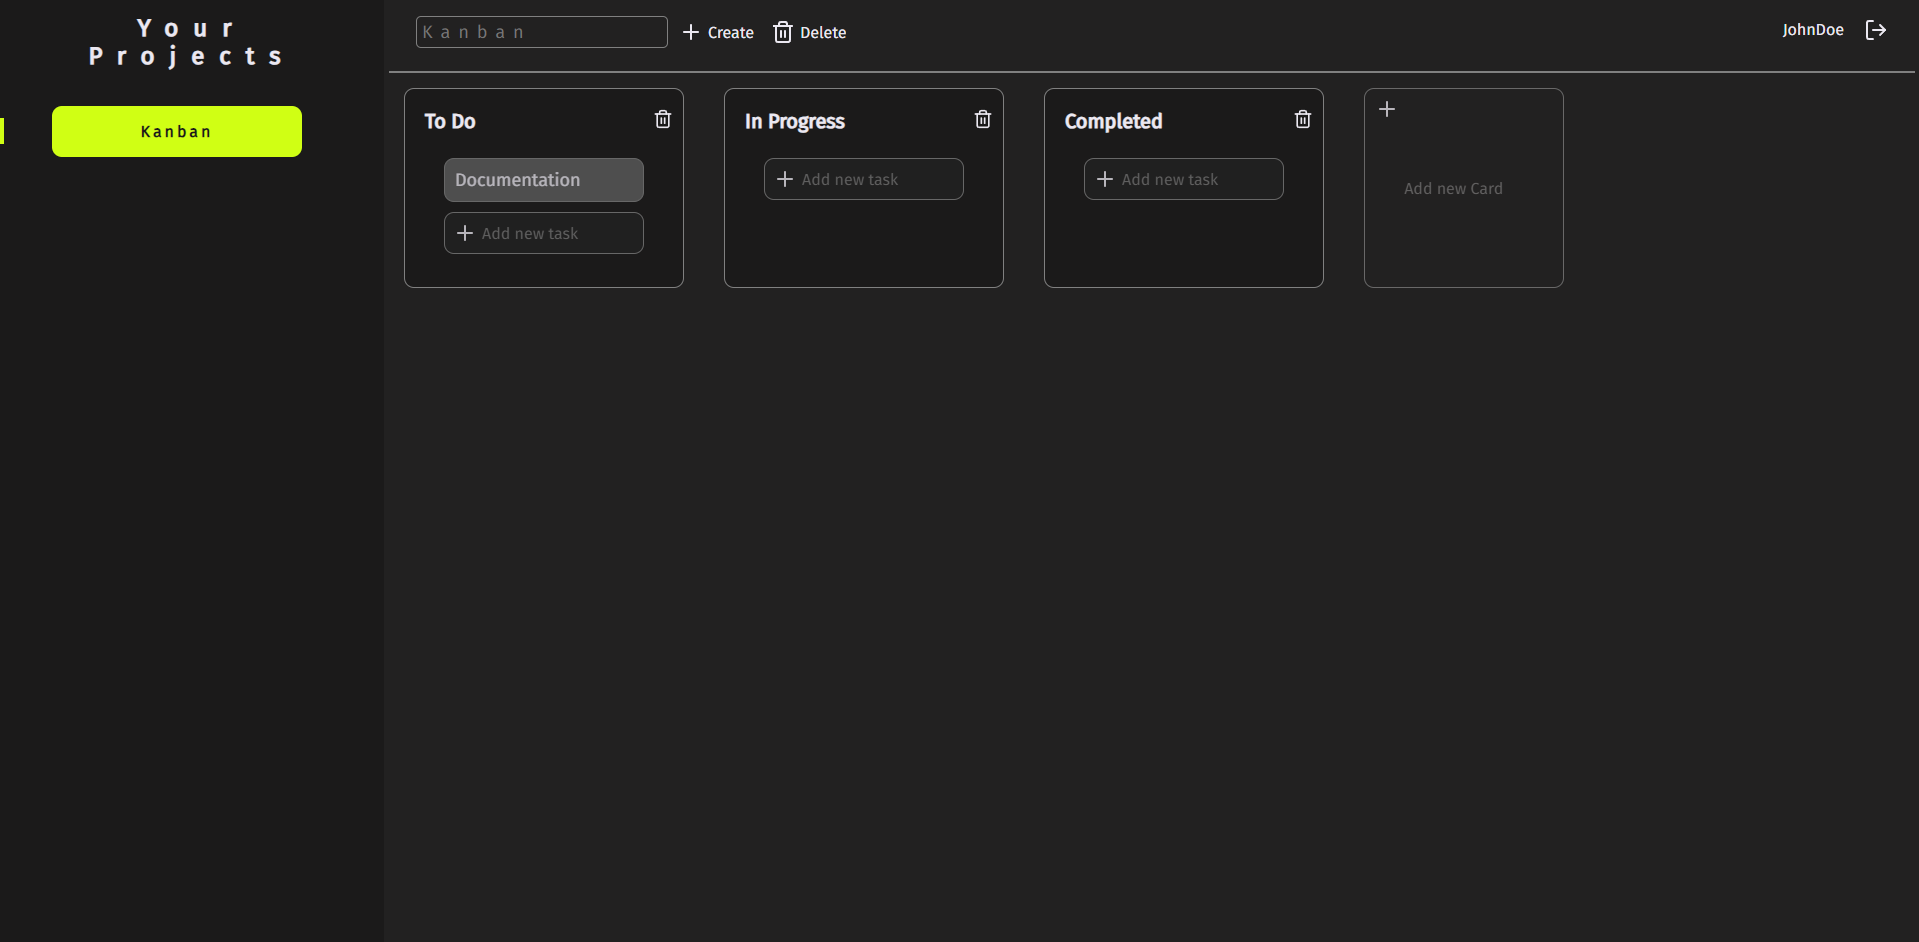 Your
Projects
Kanban
Kanban
Create
Delete
JohnDoe
To Do
Documentation
Add new task
In Progress
Add new task
Completed
Add new task
Add new Card